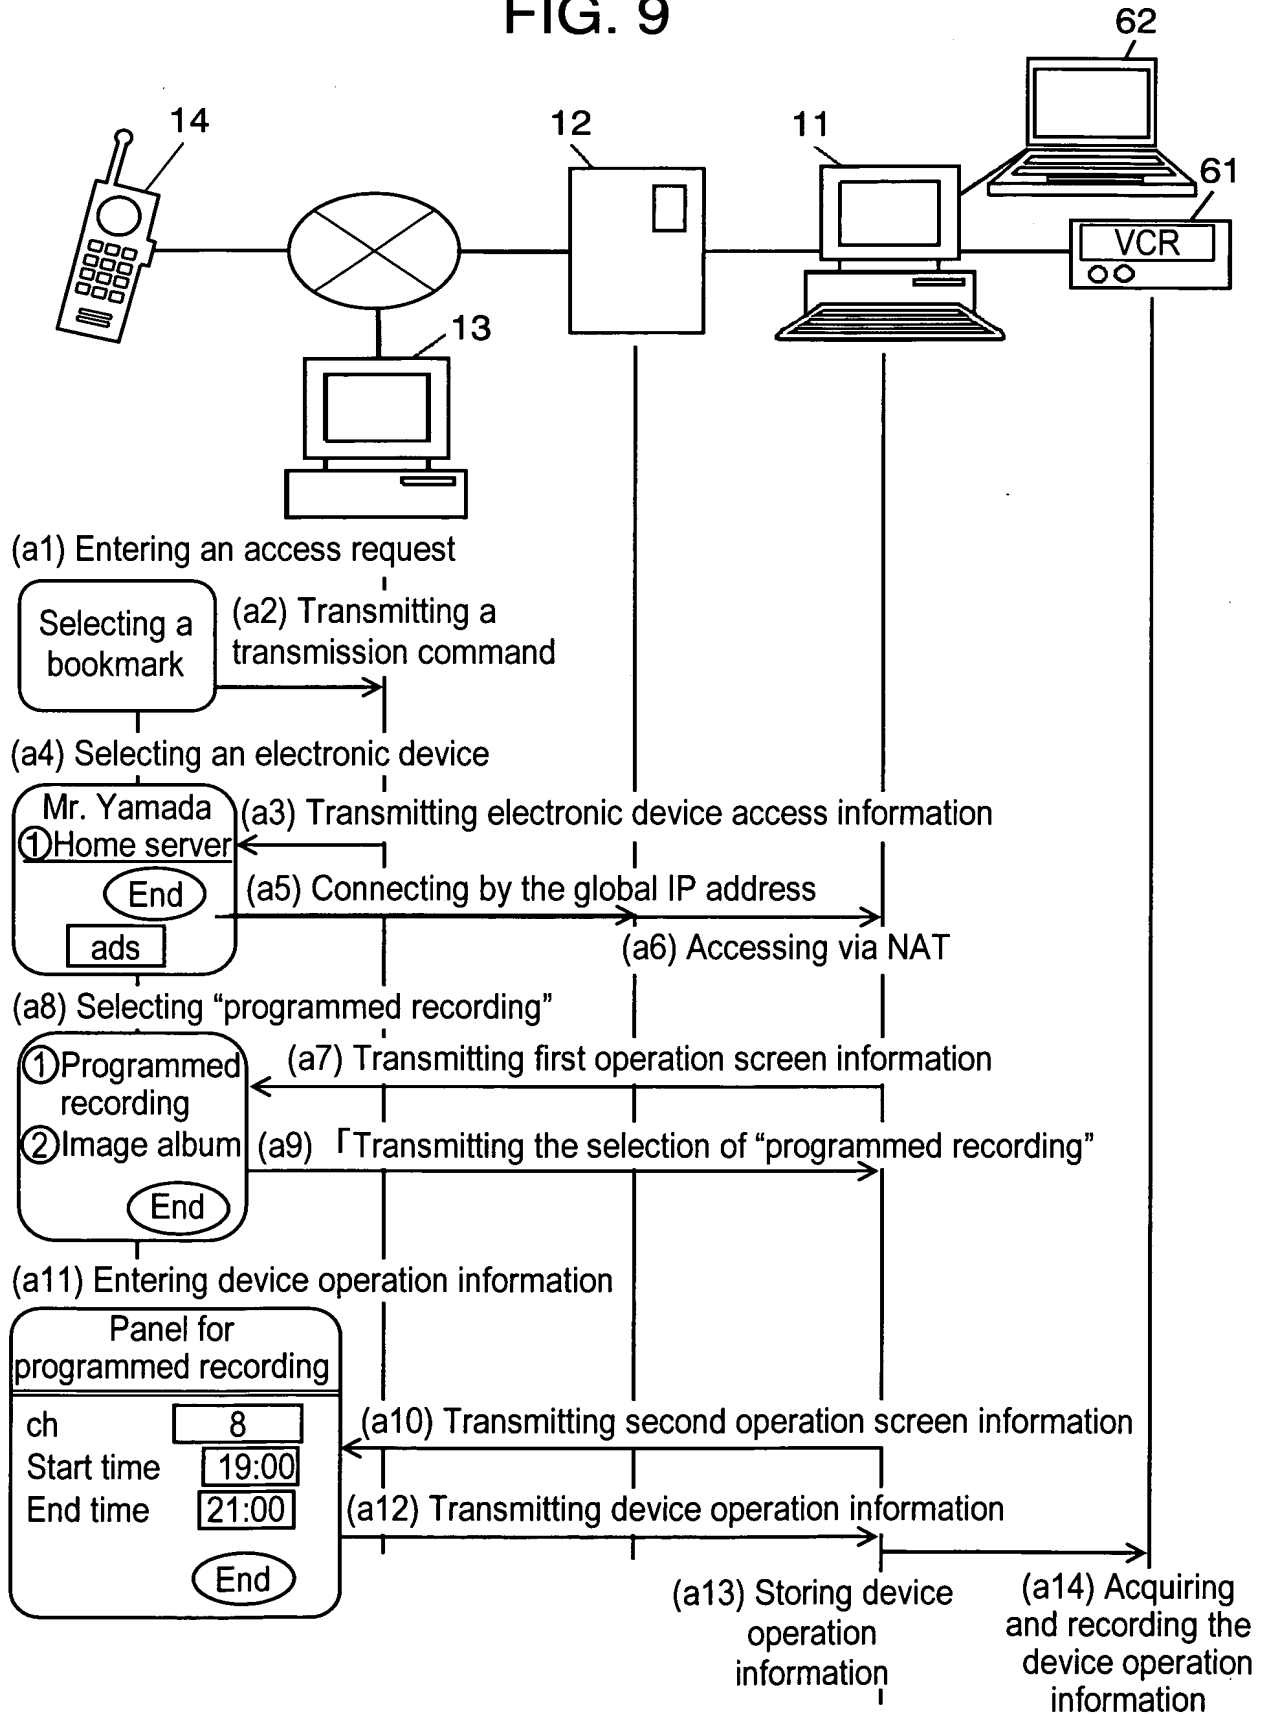 FIG. 9
62
14
12
11
61
VCR
13
(a1) Entering an access request
Selecting a
bookmark
(a2) Transmitting a
transmission command
(a4) Selecting an electronic device
Mr. Yamada
①Home server
End
ads
(a3) Transmitting electronic device access information
(a5) Connecting by the global IP address
(a6) Accessing via NAT
(a8) Selecting “programmed recording”
①Programmed
recording
②Image album
End
(a7) Transmitting first operation screen information
(a9) ｢Transmitting the selection of “programmed recording”
(a11) Entering device operation information
Panel for
programmed recording
ch 8
Start time 19:00
End time 21:00
End
(a10) Transmitting second operation screen information
(a12) Transmitting device operation information
(a13) Storing device
operation
information
(a14) Acquiring
and recording the
device operation
information